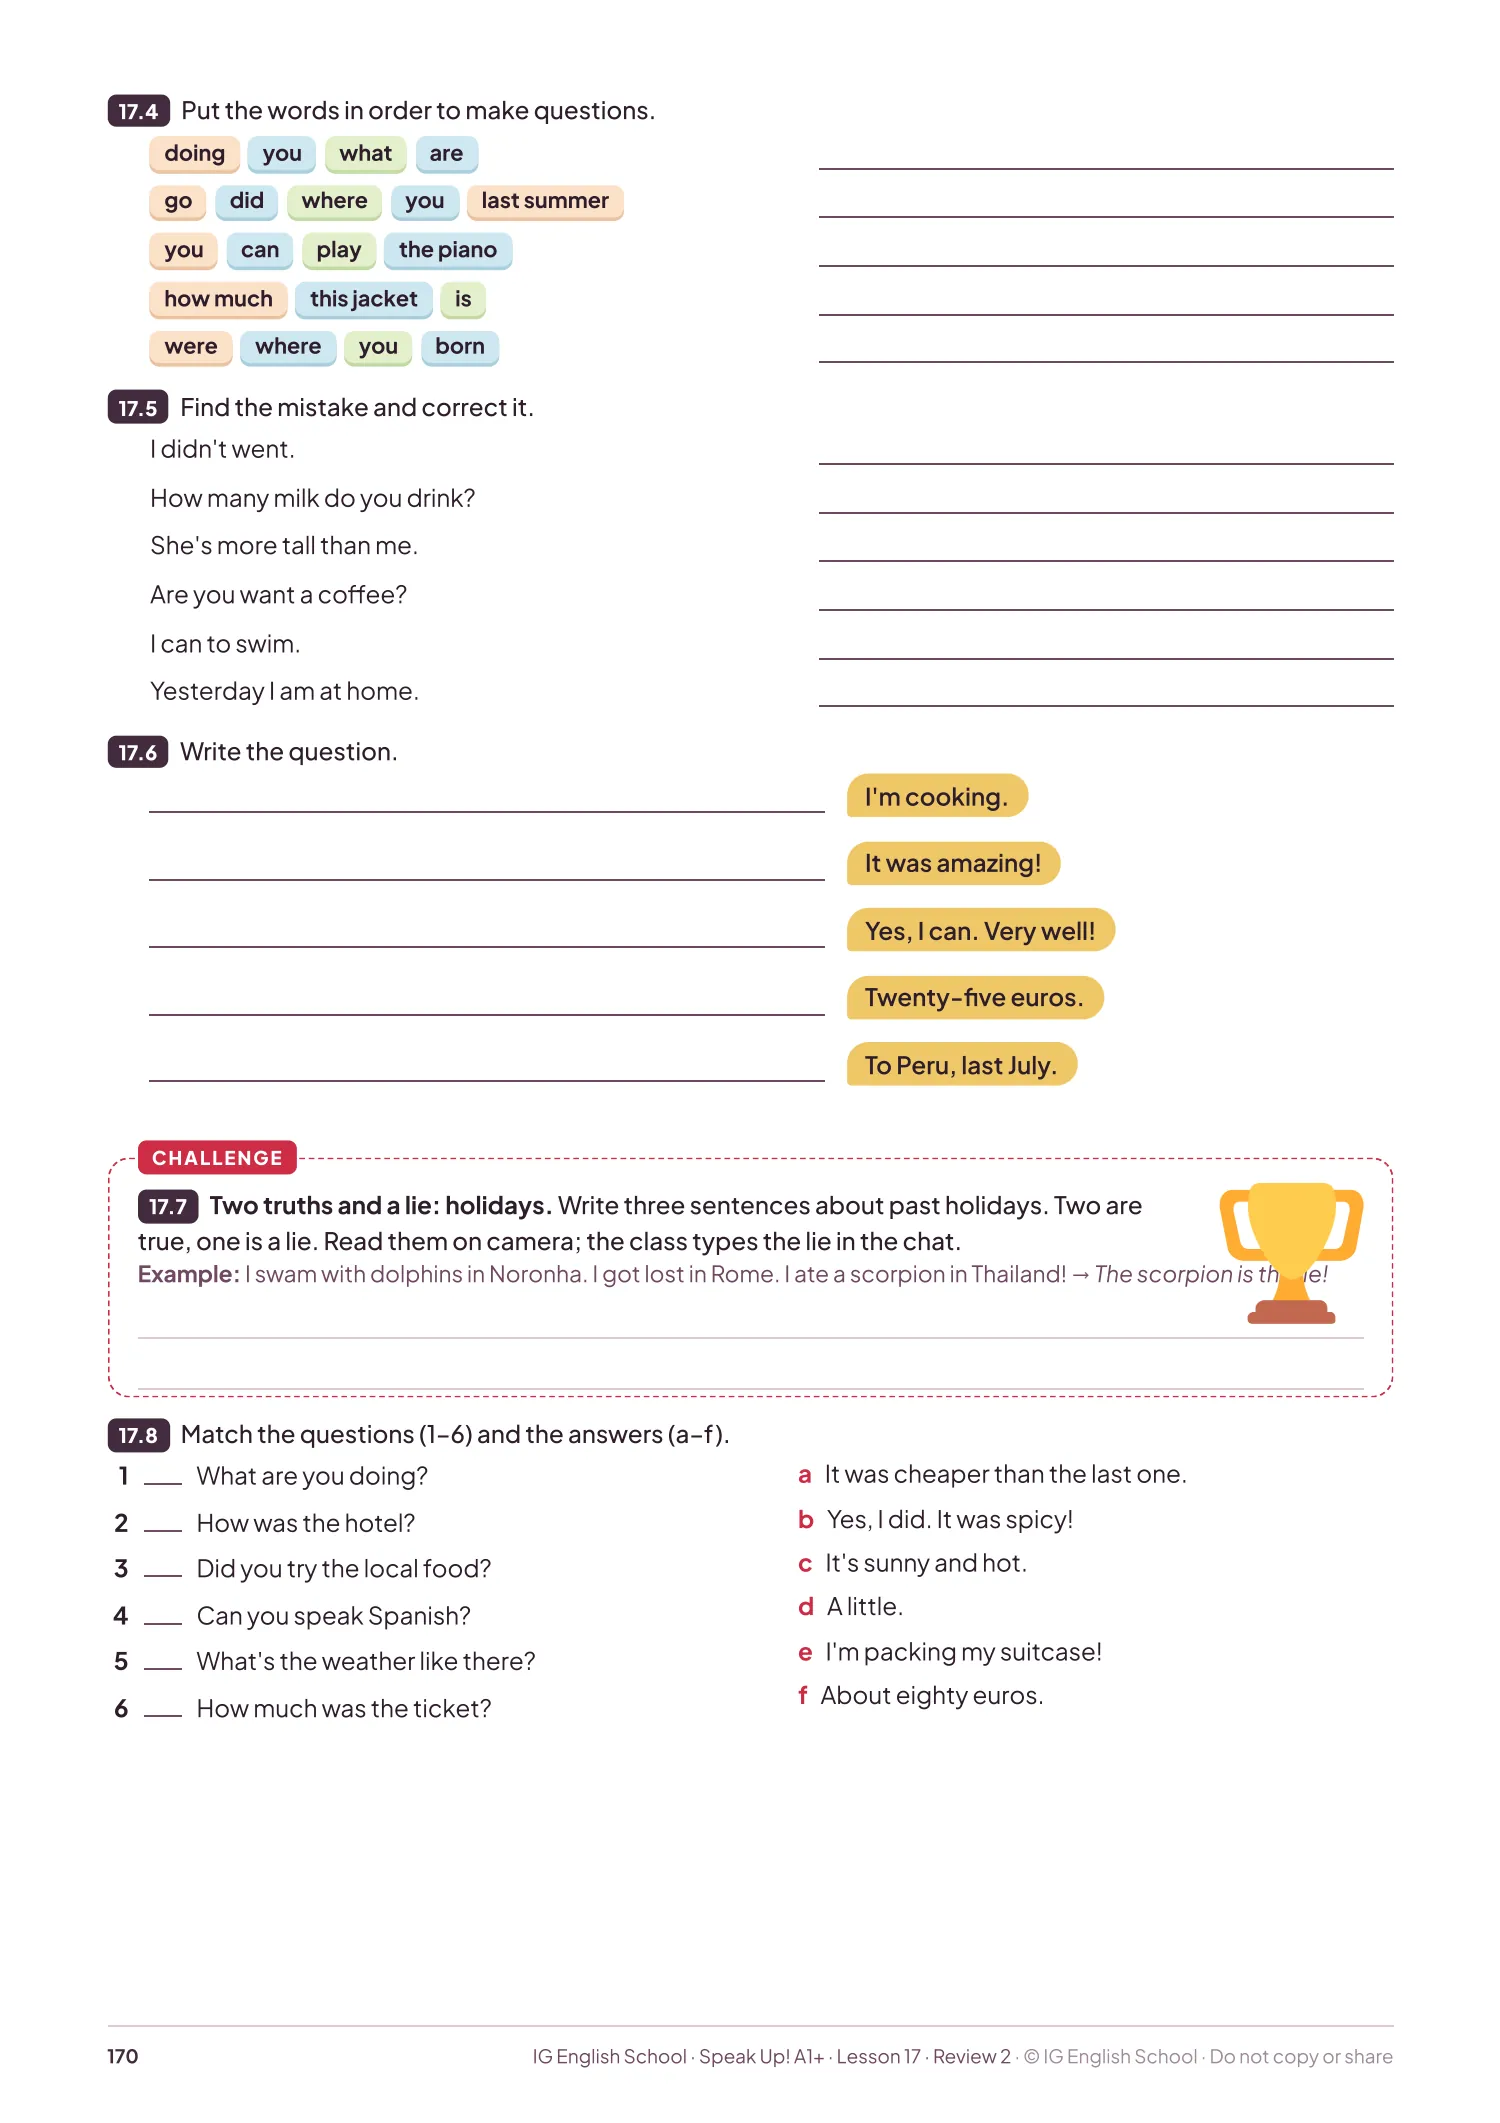 17.4 Put the words in order to make questions.
doing you what are
go did where you last summer
you can play the piano
how much this jacket is
were where you born
17.5 Find the mistake and correct it.
I didn't went.
How many milk do you drink?
She's more tall than me.
Are you want a coffee?
I can to swim.
Yesterday I am at home.
17.6 Write the question.
I'm cooking.
It was amazing!
Yes, I can. Very well!
Twenty-five euros.
To Peru, last July.
CHALLENGE
17.7 Two truths and a lie: holidays. Write three sentences about past holidays. Two are
true, one is a lie. Read them on camera; the class types the lie in the chat.
Example: I swam with dolphins in Noronha. I got lost in Rome. I ate a scorpion in Thailand! → The scorpion is
17.8 Match the questions (1–6) and the answers (a–f).
1 ___ What are you doing?
2 ___ How was the hotel?
3 ___ Did you try the local food?
4 ___ Can you speak Spanish?
5 ___ What's the weather like there?
6 ___ How much was the ticket?
a It was cheaper than the last one.
b Yes, I did. It was spicy!
c It's sunny and hot.
d A little.
e I'm packing my suitcase!
f About eighty euros.
170 IG English School · Speak Up! A1+ · Lesson 17 · Review 2 · © IG English School · Do not copy or share